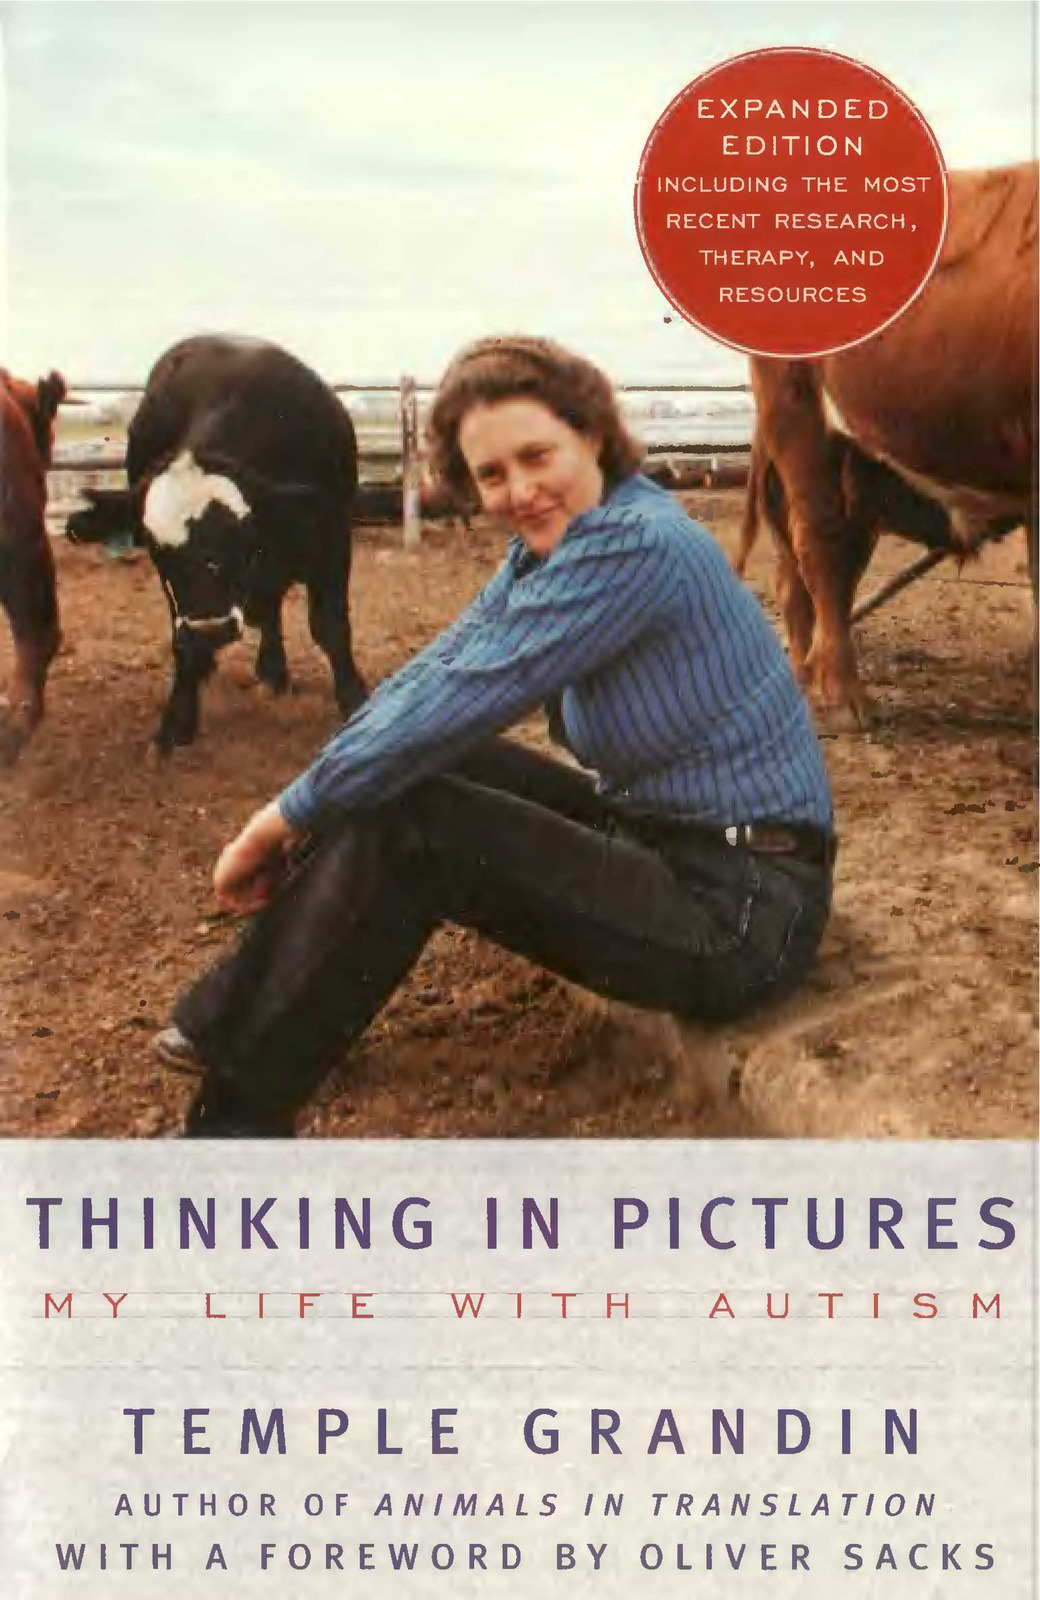 EXPANDED
EDITION
INCLUDING THE MOST
RECENT RESEARCH,
THERAPY, AND
RESOURCES
THINKING IN PICTURES
MY LIFE WITH AUTISM
TEMPLE GRANDIN
AUTHOR OF ANIMALS IN TRANSLATION
WITH A FOREWORD BY OLIVER SACKS